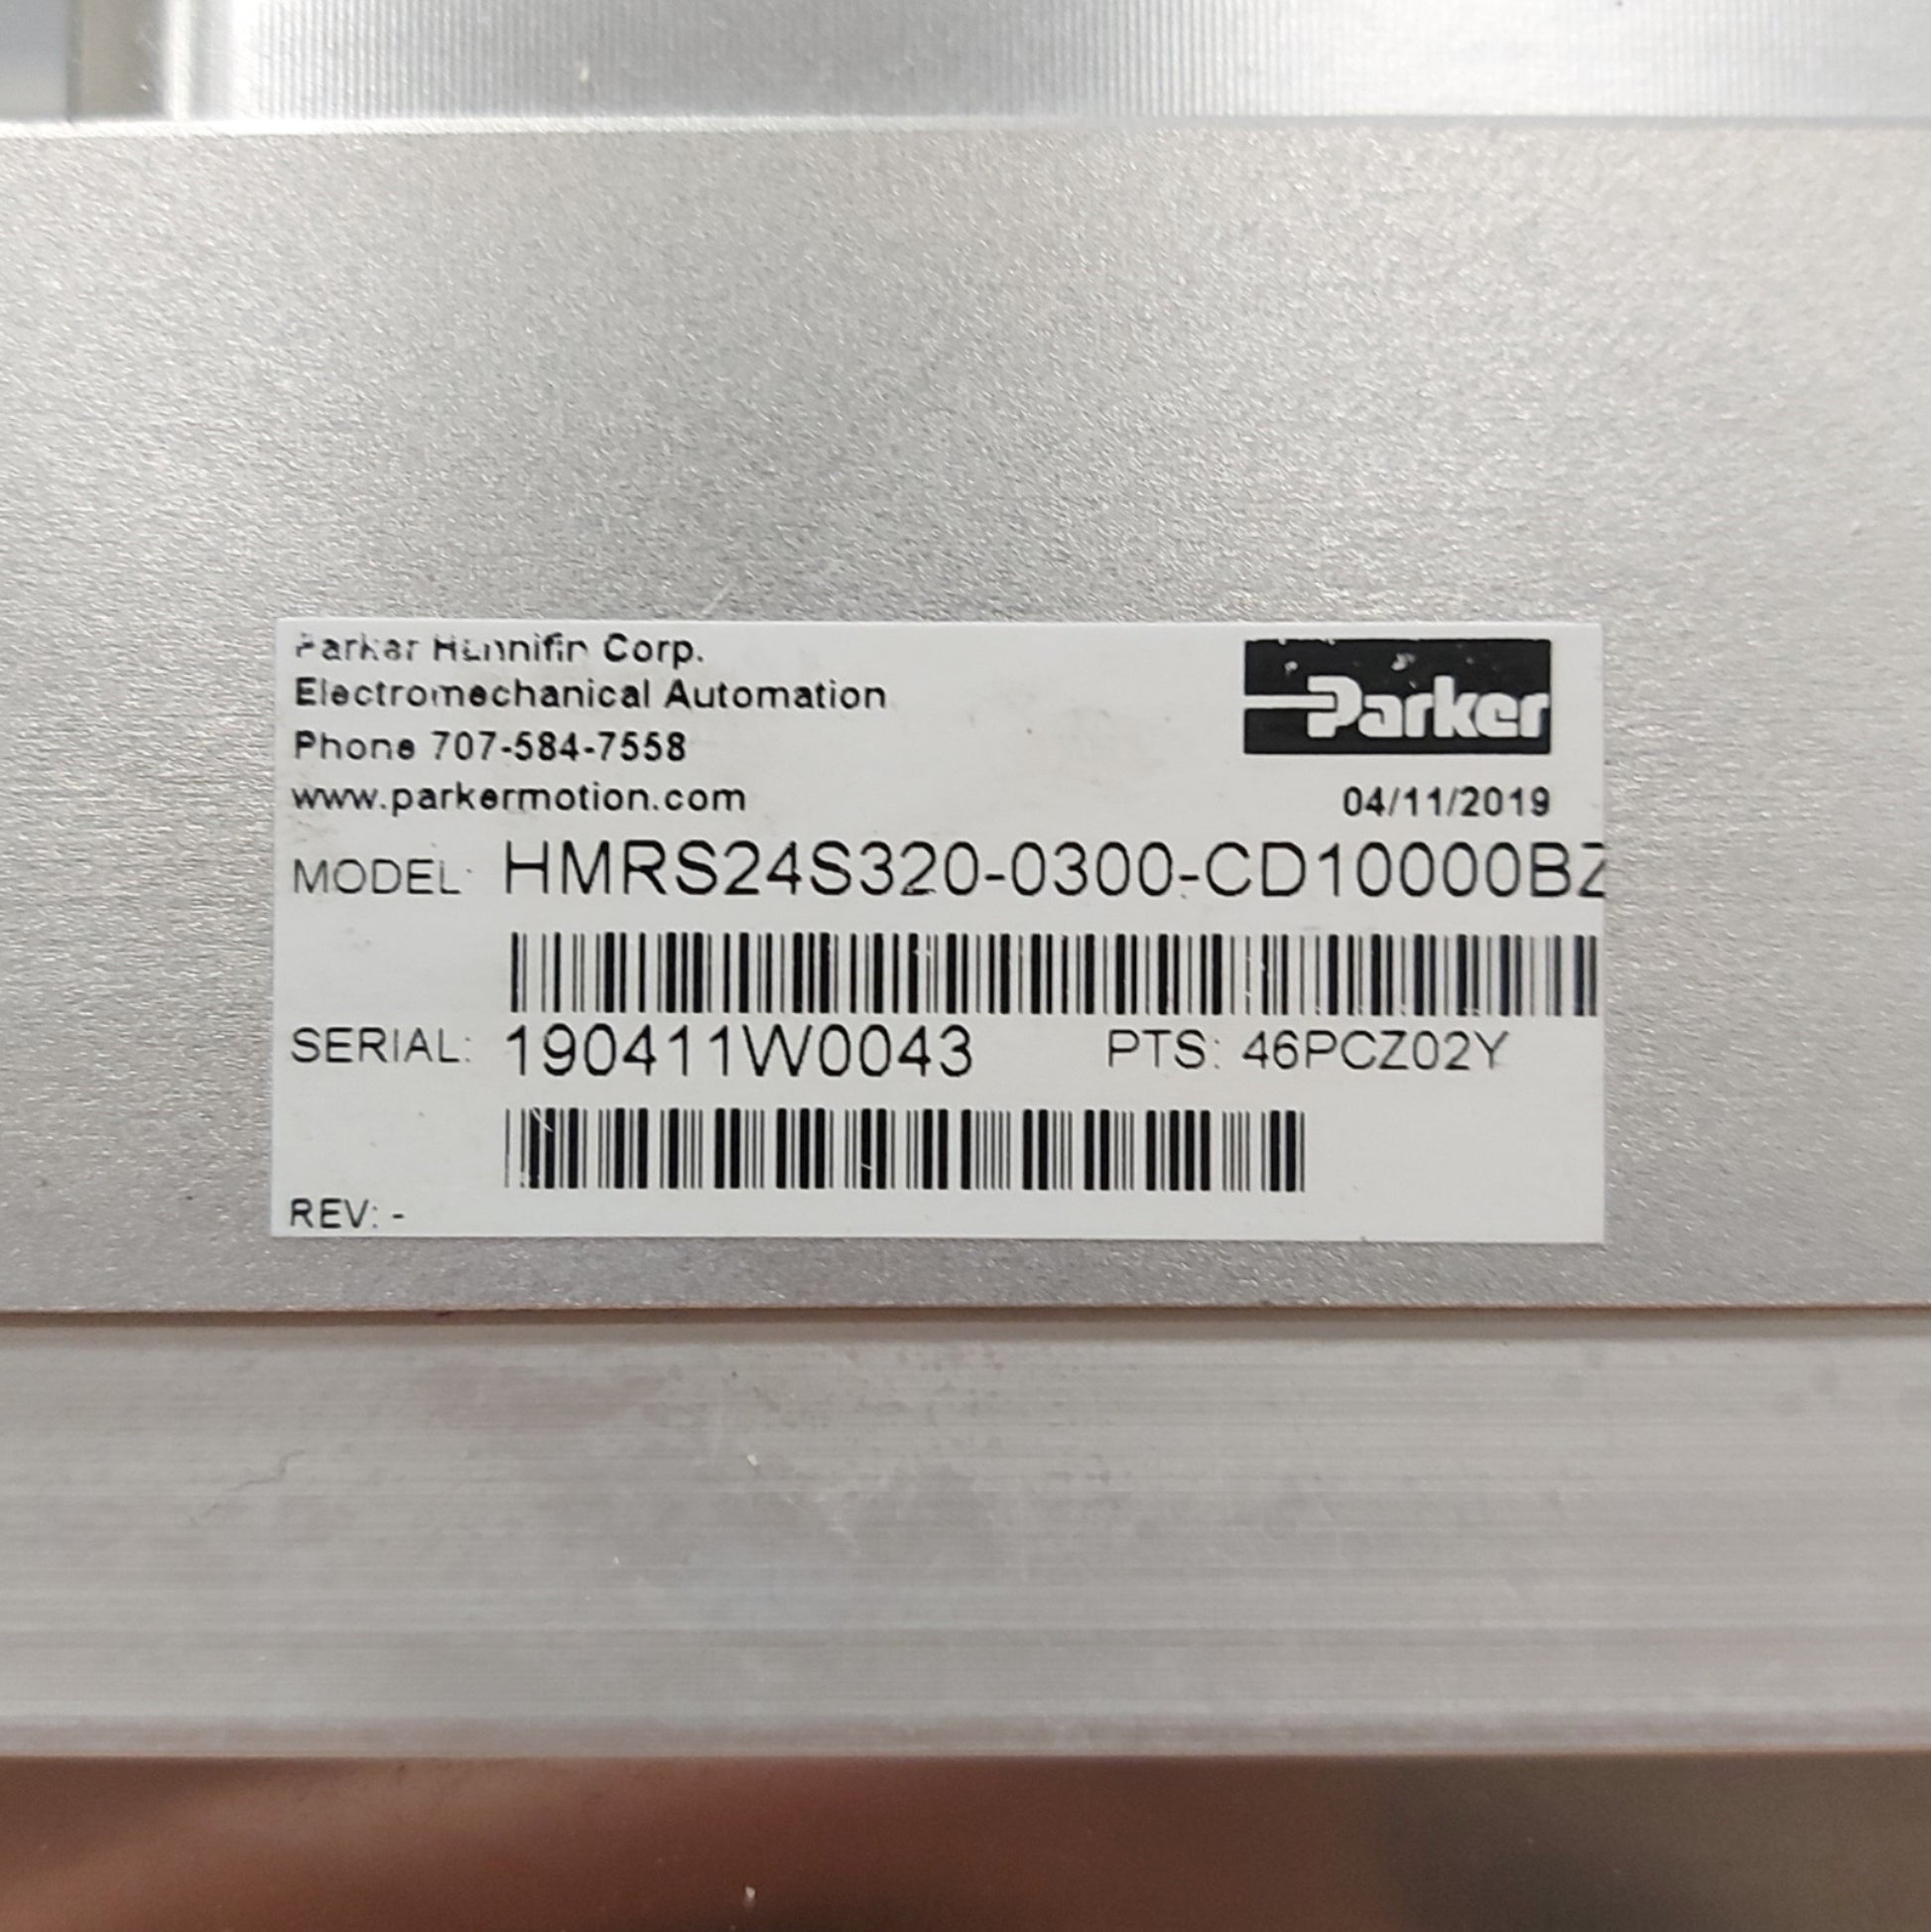 Parker Hannifin Corp.
Electromechanical Automation
Phone 707-584-7558
www.parkermotion.com
Parker
04/11/2019
MODEL: HMRS24S320-0300-CD10000BZ
SERIAL: 190411W0043 PTS: 46PCZ02Y
REV: -